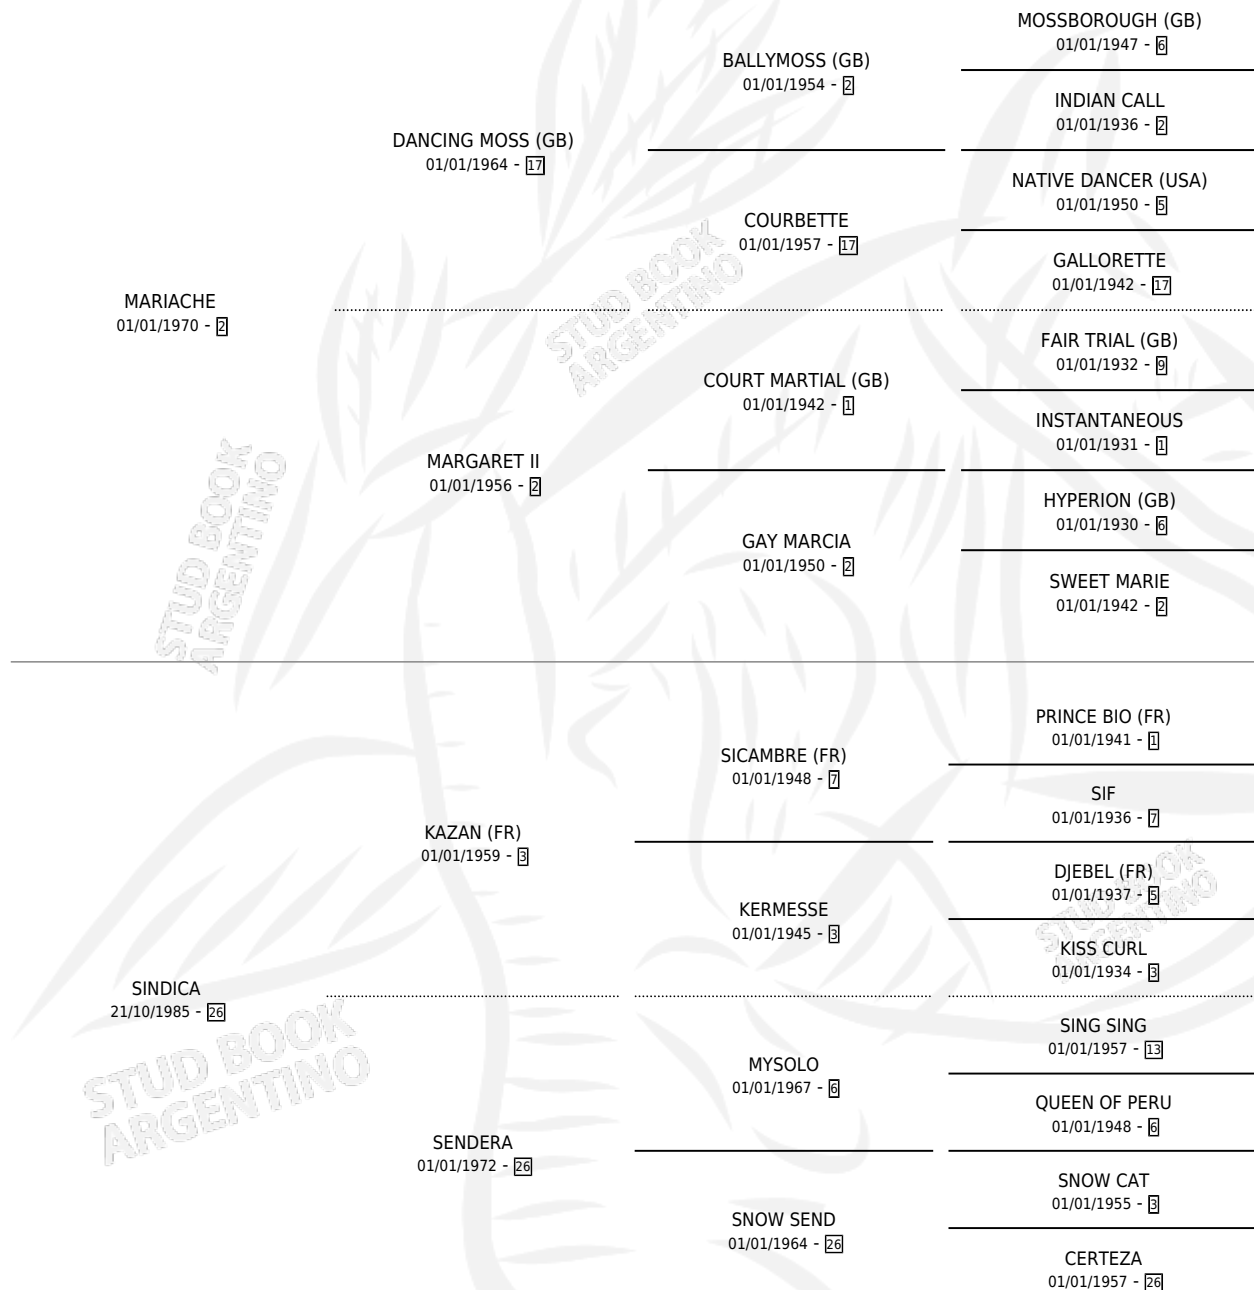 MOSSBOROUGH (GB)
01/01/1947 - 6
BALLYMOSS (GB)
01/01/1954 - 2
INDIAN CALL
01/01/1936 - 2
DANCING MOSS (GB)
01/01/1964 - 17
NATIVE DANCER (USA)
01/01/1950 - 5
COURBETTE
01/01/1957 - 17
GALLORETTE
01/01/1942 - 17
MARIACHE
01/01/1970 - 2
STUD BOOK
ARGENTINO
FAIR TRIAL (GB)
01/01/1932 - 9
COURT MARTIAL (GB)
01/01/1942 - 1
INSTANTANEOUS
01/01/1931 - 1
MARGARET II
01/01/1956 - 2
HYPERION (GB)
01/01/1930 - 6
GAY MARCIA
01/01/1950 - 2
SWEET MARIE
01/01/1942 - 2
STUD BOOK
ARGENTINO
PRINCE BIO (FR)
01/01/1941 - 1
SICAMBRE (FR)
01/01/1948 - 7
SIF
01/01/1936 - 7
KAZAN (FR)
01/01/1959 - 3
DJEBEL (FR)
01/01/1937 - 5
KERMESSE
01/01/1945 - 3
KISS CURL
01/01/1934 - 3
STUD BOOK
ARGENTINO
SINDICA
21/10/1985 - 26
SING SING
01/01/1957 - 13
MYSOLO
01/01/1967 - 6
QUEEN OF PERU
01/01/1948 - 6
STUD BOOK
ARGENTINO
SENDERA
01/01/1972 - 26
SNOW CAT
01/01/1955 - 3
SNOW SEND
01/01/1964 - 26
CERTEZA
01/01/1957 - 26